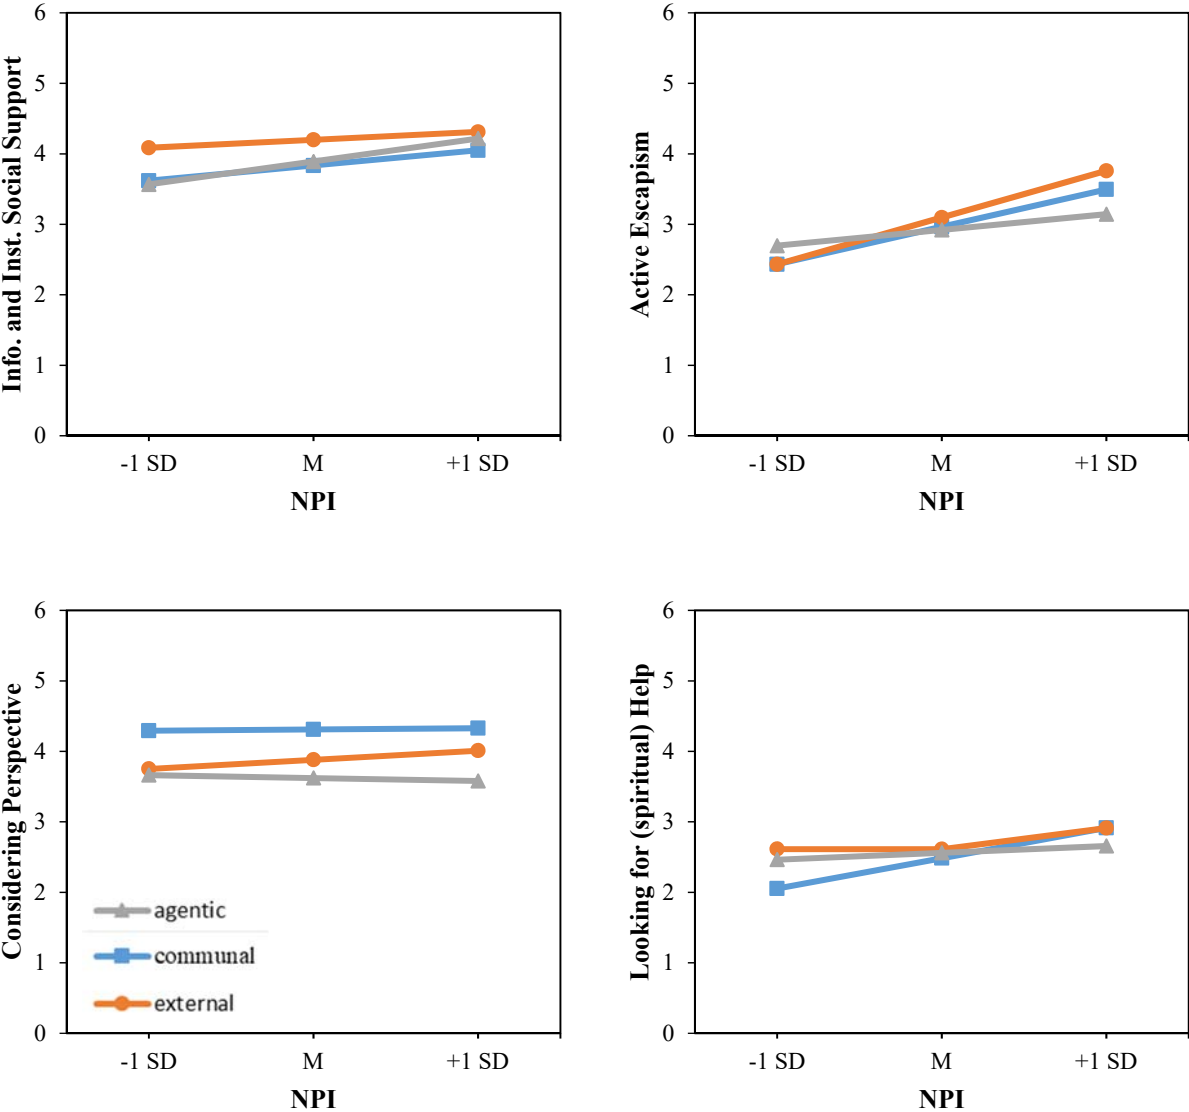 Info. and Inst. Social Support
6
5
4
3
2
1
0
-1 SD M +1 SD
NPI
Active Escapism
6
5
4
3
2
1
0
-1 SD M +1 SD
NPI
Considering Perspective
6
5
4
3
2
1
0
agentic
communal
external
-1 SD M +1 SD
NPI
Looking for (spiritual) Help
6
5
4
3
2
1
0
-1 SD M +1 SD
NPI